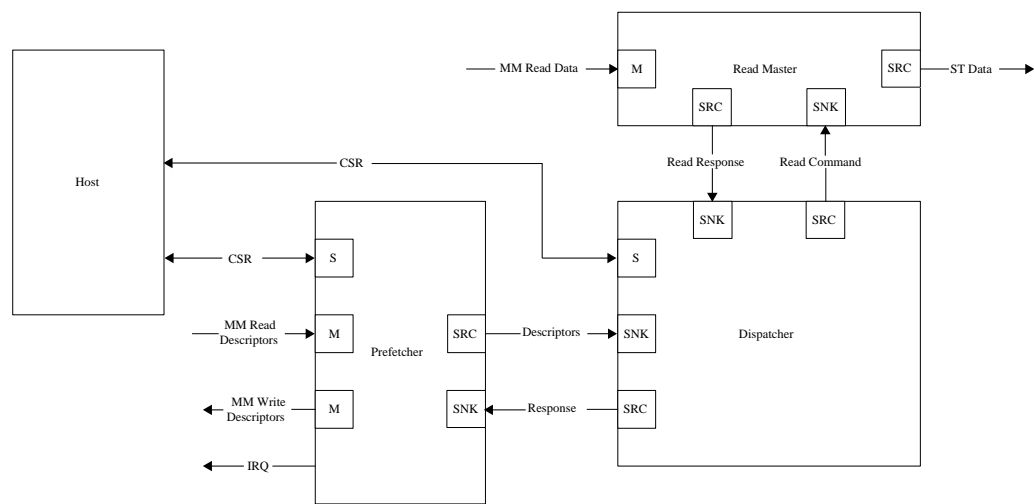 MM Read Data
M
Read Master
SRC
ST Data
SRC
SNK
Read Response
Read Command
CSR
Host
SNK
SRC
CSR
S
S
MM Read
Descriptors
M
Prefetcher
SRC
Descriptors
SNK
Dispatcher
MM Write
Descriptors
M
SNK
Response
SRC
IRQ